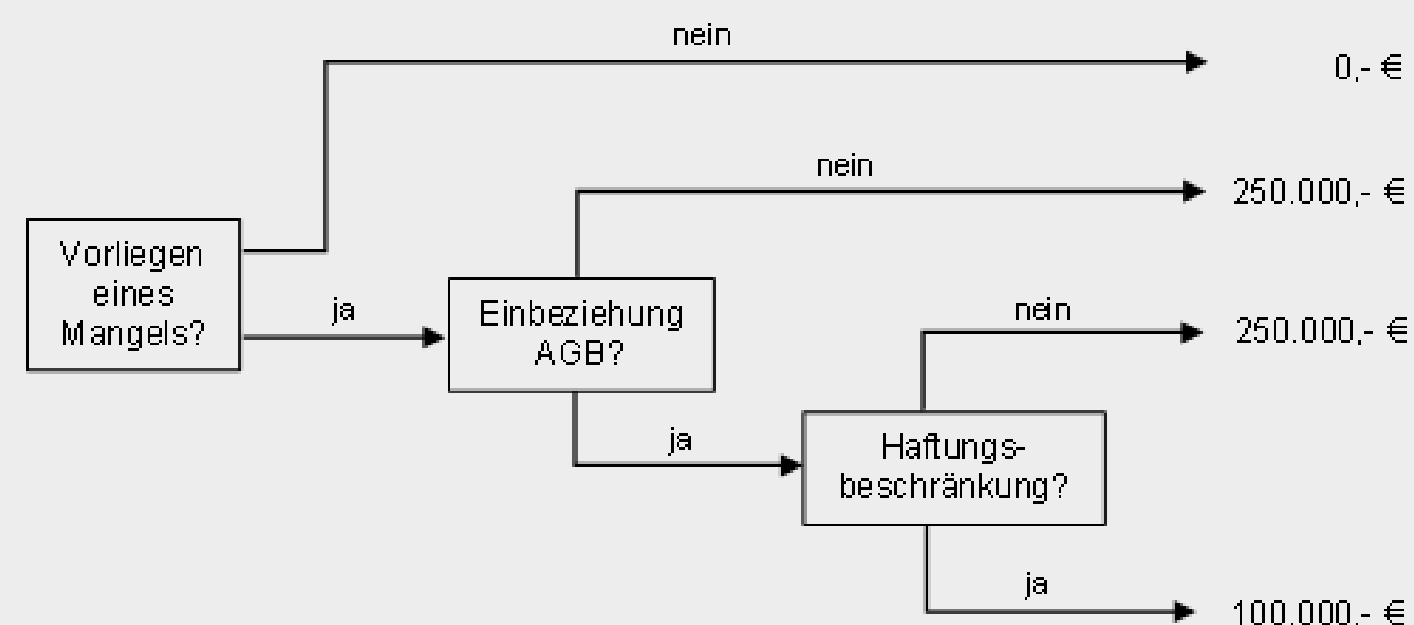 nein
0,- €
nein
250.000,- €
Vorliegen
eines
Mangels?
ja
Einbeziehung
AGB?
nein
250.000,- €
ja
Haftungs-
beschränkung?
ja
100.000,- €